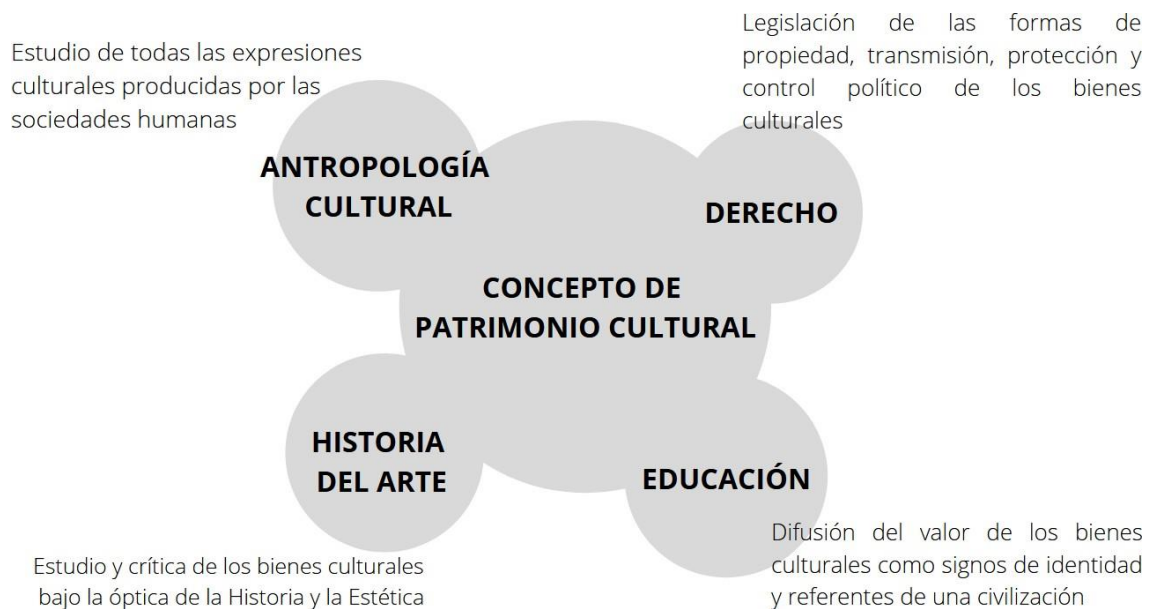 Estudio de todas las expresiones
culturales producidas por las
sociedades humanas
Legislación de las formas de
propiedad, transmisión, protección y
control político de los bienes
culturales
ANTROPOLOGÍA
CULTURAL
DERECHO
CONCEPTO DE
PATRIMONIO CULTURAL
HISTORIA
DEL ARTE
EDUCACIÓN
Estudio y crítica de los bienes culturales
bajo la óptica de la Historia y la Estética
Difusión del valor de los bienes
culturales como signos de identidad
y referentes de una civilización